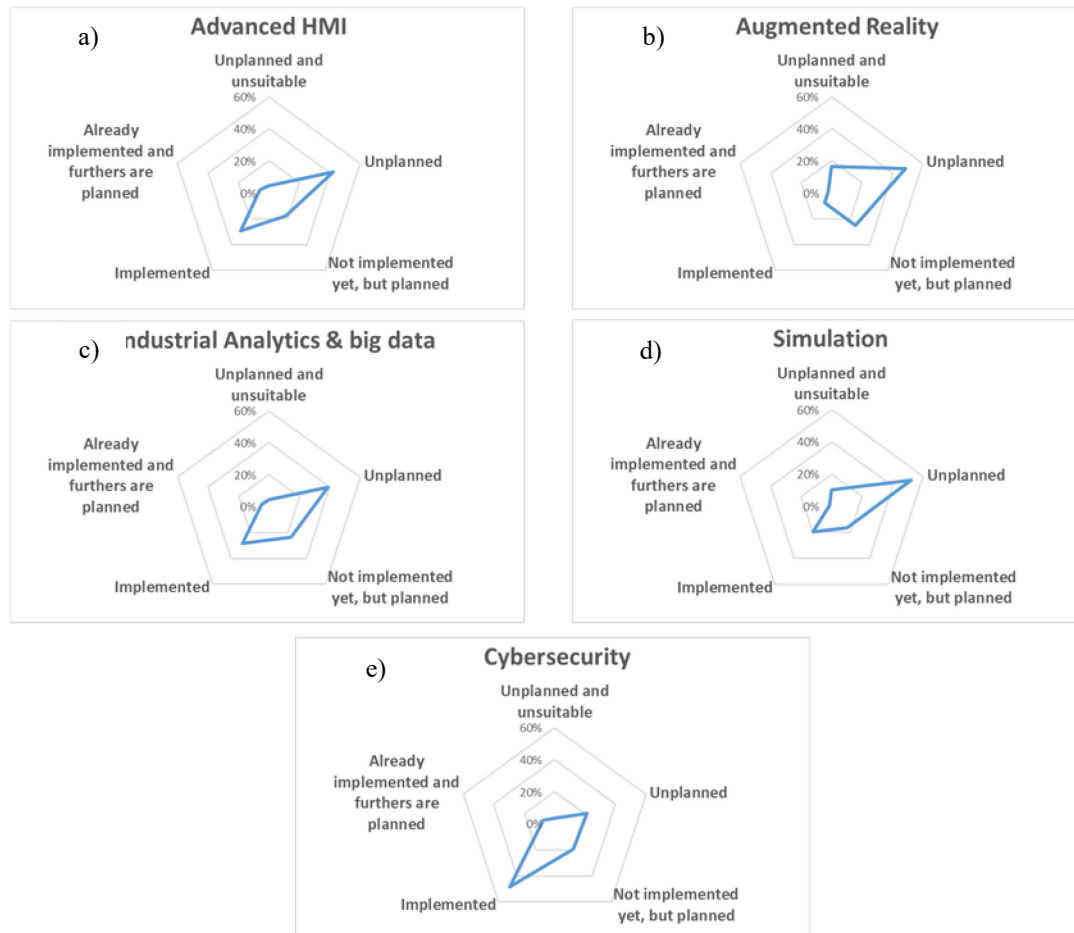 a)
Advanced HMI
Unplanned and
unsuitable
60%
40%
20%
0%
Unplanned
Not implemented
yet, but planned
Implemented
Already
implemented and
furthers are
planned
b)
Augmented Reality
Unplanned and
unsuitable
60%
40%
20%
0%
Unplanned
Not implemented
yet, but planned
Implemented
Already
implemented and
furthers are
planned
c)
ndustrial Analytics & big data
Unplanned and
unsuitable
60%
40%
20%
0%
Unplanned
Not implemented
yet, but planned
Implemented
Already
implemented and
furthers are
planned
d)
Simulation
Unplanned and
unsuitable
60%
40%
20%
0%
Unplanned
Not implemented
yet, but planned
Implemented
Already
implemented and
furthers are
planned
e)
Cybersecurity
Unplanned and
unsuitable
60%
40%
20%
0%
Unplanned
Not implemented
yet, but planned
Implemented
Already
implemented and
furthers are
planned